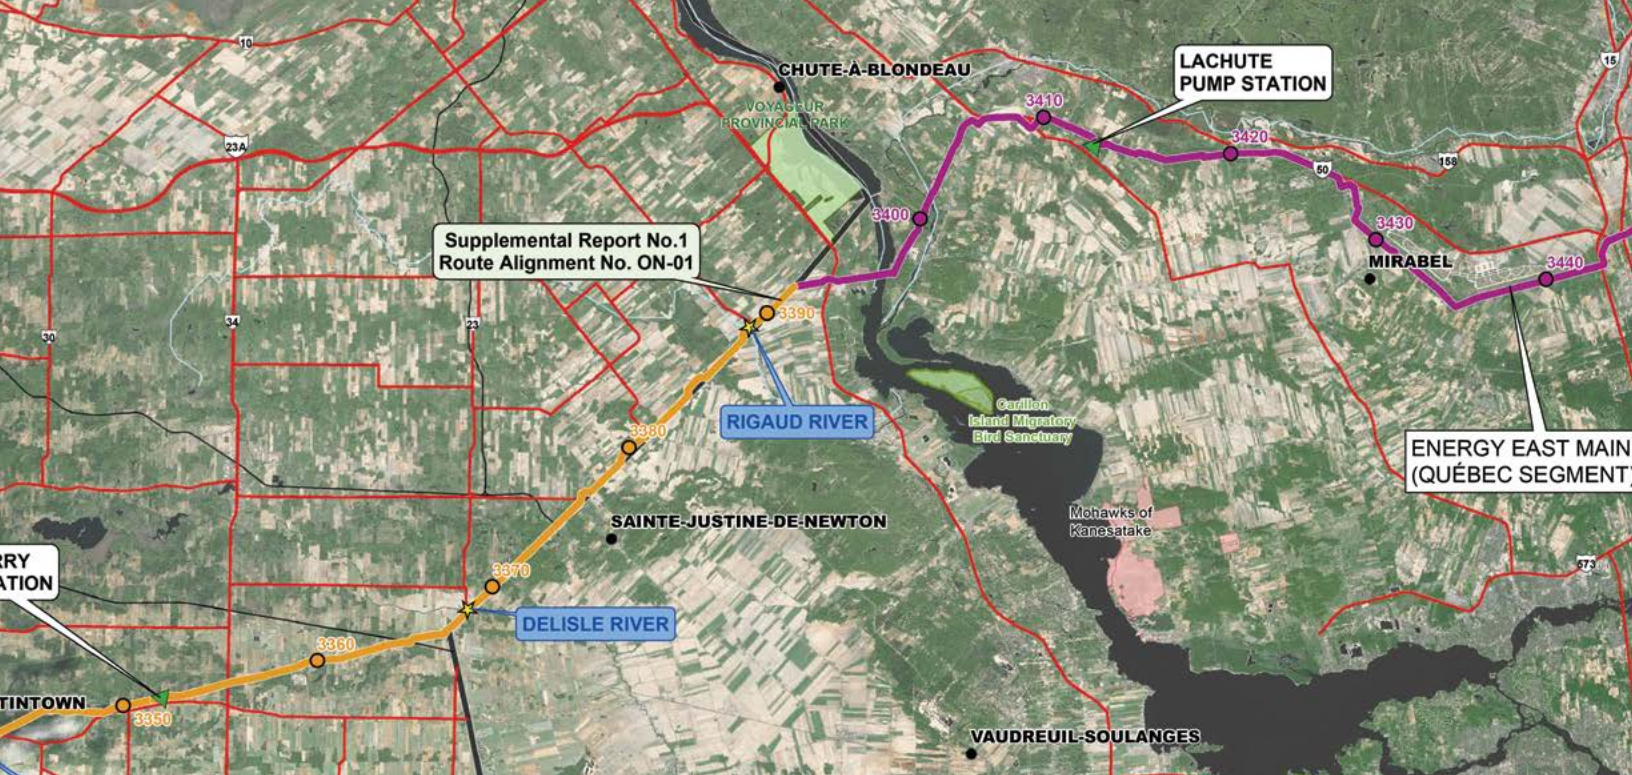 10
15
CHUTE-À-BLONDEAU
LACHUTE
PUMP STATION
VOYAGEUR
PROVINCIAL PARK
3410
3420
23A
158
50
3400
3430
Supplemental Report No.1
Route Alignment No. ON-01
MIRABEL
3440
3390
30
34
23
Carillon
Island Migratory
Bird Sanctuary
RIGAUD RIVER
3380
ENERGY EAST MAIN
(QUÉBEC SEGMENT)
SAINTE-JUSTINE-DE-NEWTON
Mohawks of
Kanesatake
RRY
ATION
3370
573
DELISLE RIVER
3360
TINTOWN
3350
VAUDREUIL-SOULANGES